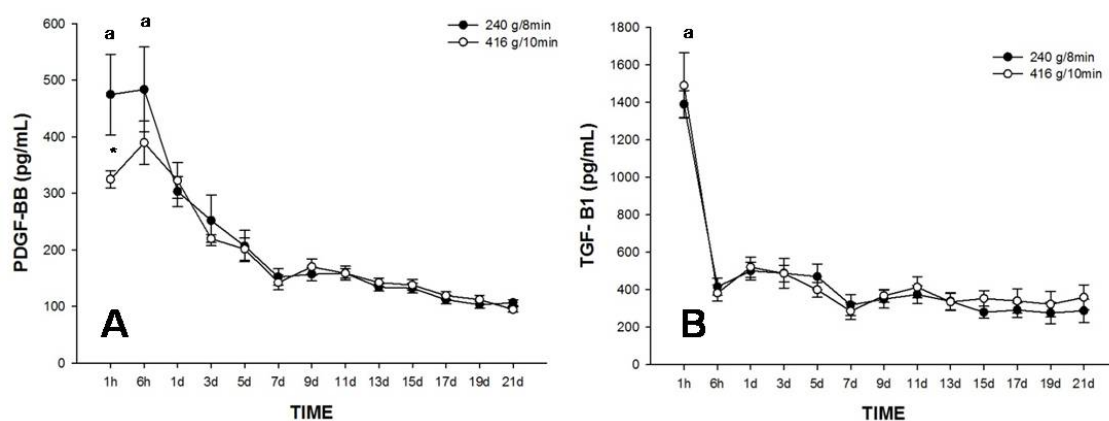 600
500
400
300
200
100
0
PDGF-BB (pg/mL)
a
a
*
240 g/8min
416 g/10min
A
1h 6h 1d 3d 5d 7d 9d 11d 13d 15d 17d 19d 21d
TIME
1800
1600
1400
1200
1000
800
600
400
200
0
TGF- B1 (pg/mL)
a
240 g/8min
416 g/10min
B
1h 6h 1d 3d 5d 7d 9d 11d 13d 15d 17d 19d 21d
TIME